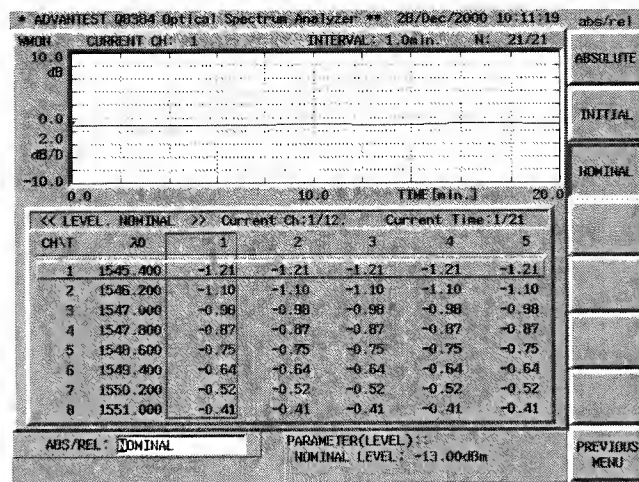 * ADVANTEST Q8384 Optical Spectrum Analyzer ** 28/Dec/2000 10:11:19
abs/rel
WMON CURRENT CH: 1 INTERVAL: 1.0min. N: 21/21
10.0
dB
0.0
2.0
dB/D
-10.0
0.0 10.0 TIME [min.] 20.0
<< LEVEL. NOMINAL >> Current Ch:1/12. Current Time:1/21
CH\T λ0 1 2 3 4 5
1 1545.400 -1.21 -1.21 -1.21 -1.21 -1.21
2 1546.200 -1.10 -1.10 -1.10 -1.10 -1.10
3 1547.000 -0.98 -0.98 -0.98 -0.98 -0.98
4 1547.800 -0.87 -0.87 -0.87 -0.87 -0.87
5 1548.600 -0.75 -0.75 -0.75 -0.75 -0.75
6 1549.400 -0.64 -0.64 -0.64 -0.64 -0.64
7 1550.200 -0.52 -0.52 -0.52 -0.52 -0.52
8 1551.000 -0.41 -0.41 -0.41 -0.41 -0.41
ABS/REL: NOMINAL
PARAMETER(LEVEL):
NOMINAL LEVEL: -13.00dBm
ABSOLUTE
INITIAL
NOMINAL
PREVIOUS
MENU